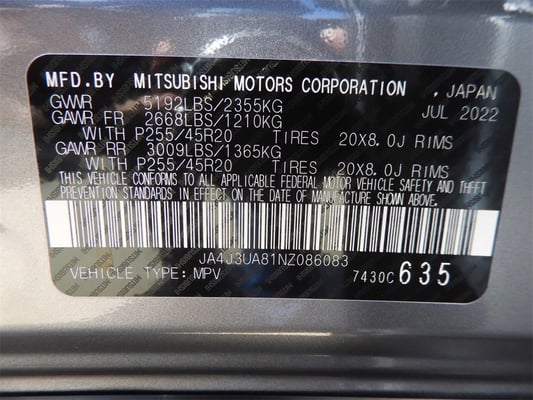 MFD.BY MITSUBISHI MOTORS CORPORATION, JAPAN
GVWR 5192LBS/2355KG JUL 2022
GAWR FR 2668LBS/1210KG
WITH P255/45R20 TIRES 20X8.0J RIMS
GAWR RR 3009LBS/1365KG
WITH P255/45R20 TIRES 20X8.0J RIMS
THIS VEHICLE CONFORMS TO ALL APPLICABLE FEDERAL MOTOR VEHICLE SAFETY AND THEFT
PREVENTION STANDARDS IN EFFECT ON THE DATE OF MANUFACTURE SHOWN ABOVE.
JA4J3UA81NZ086083
VEHICLE TYPE: MPV 7430C 635